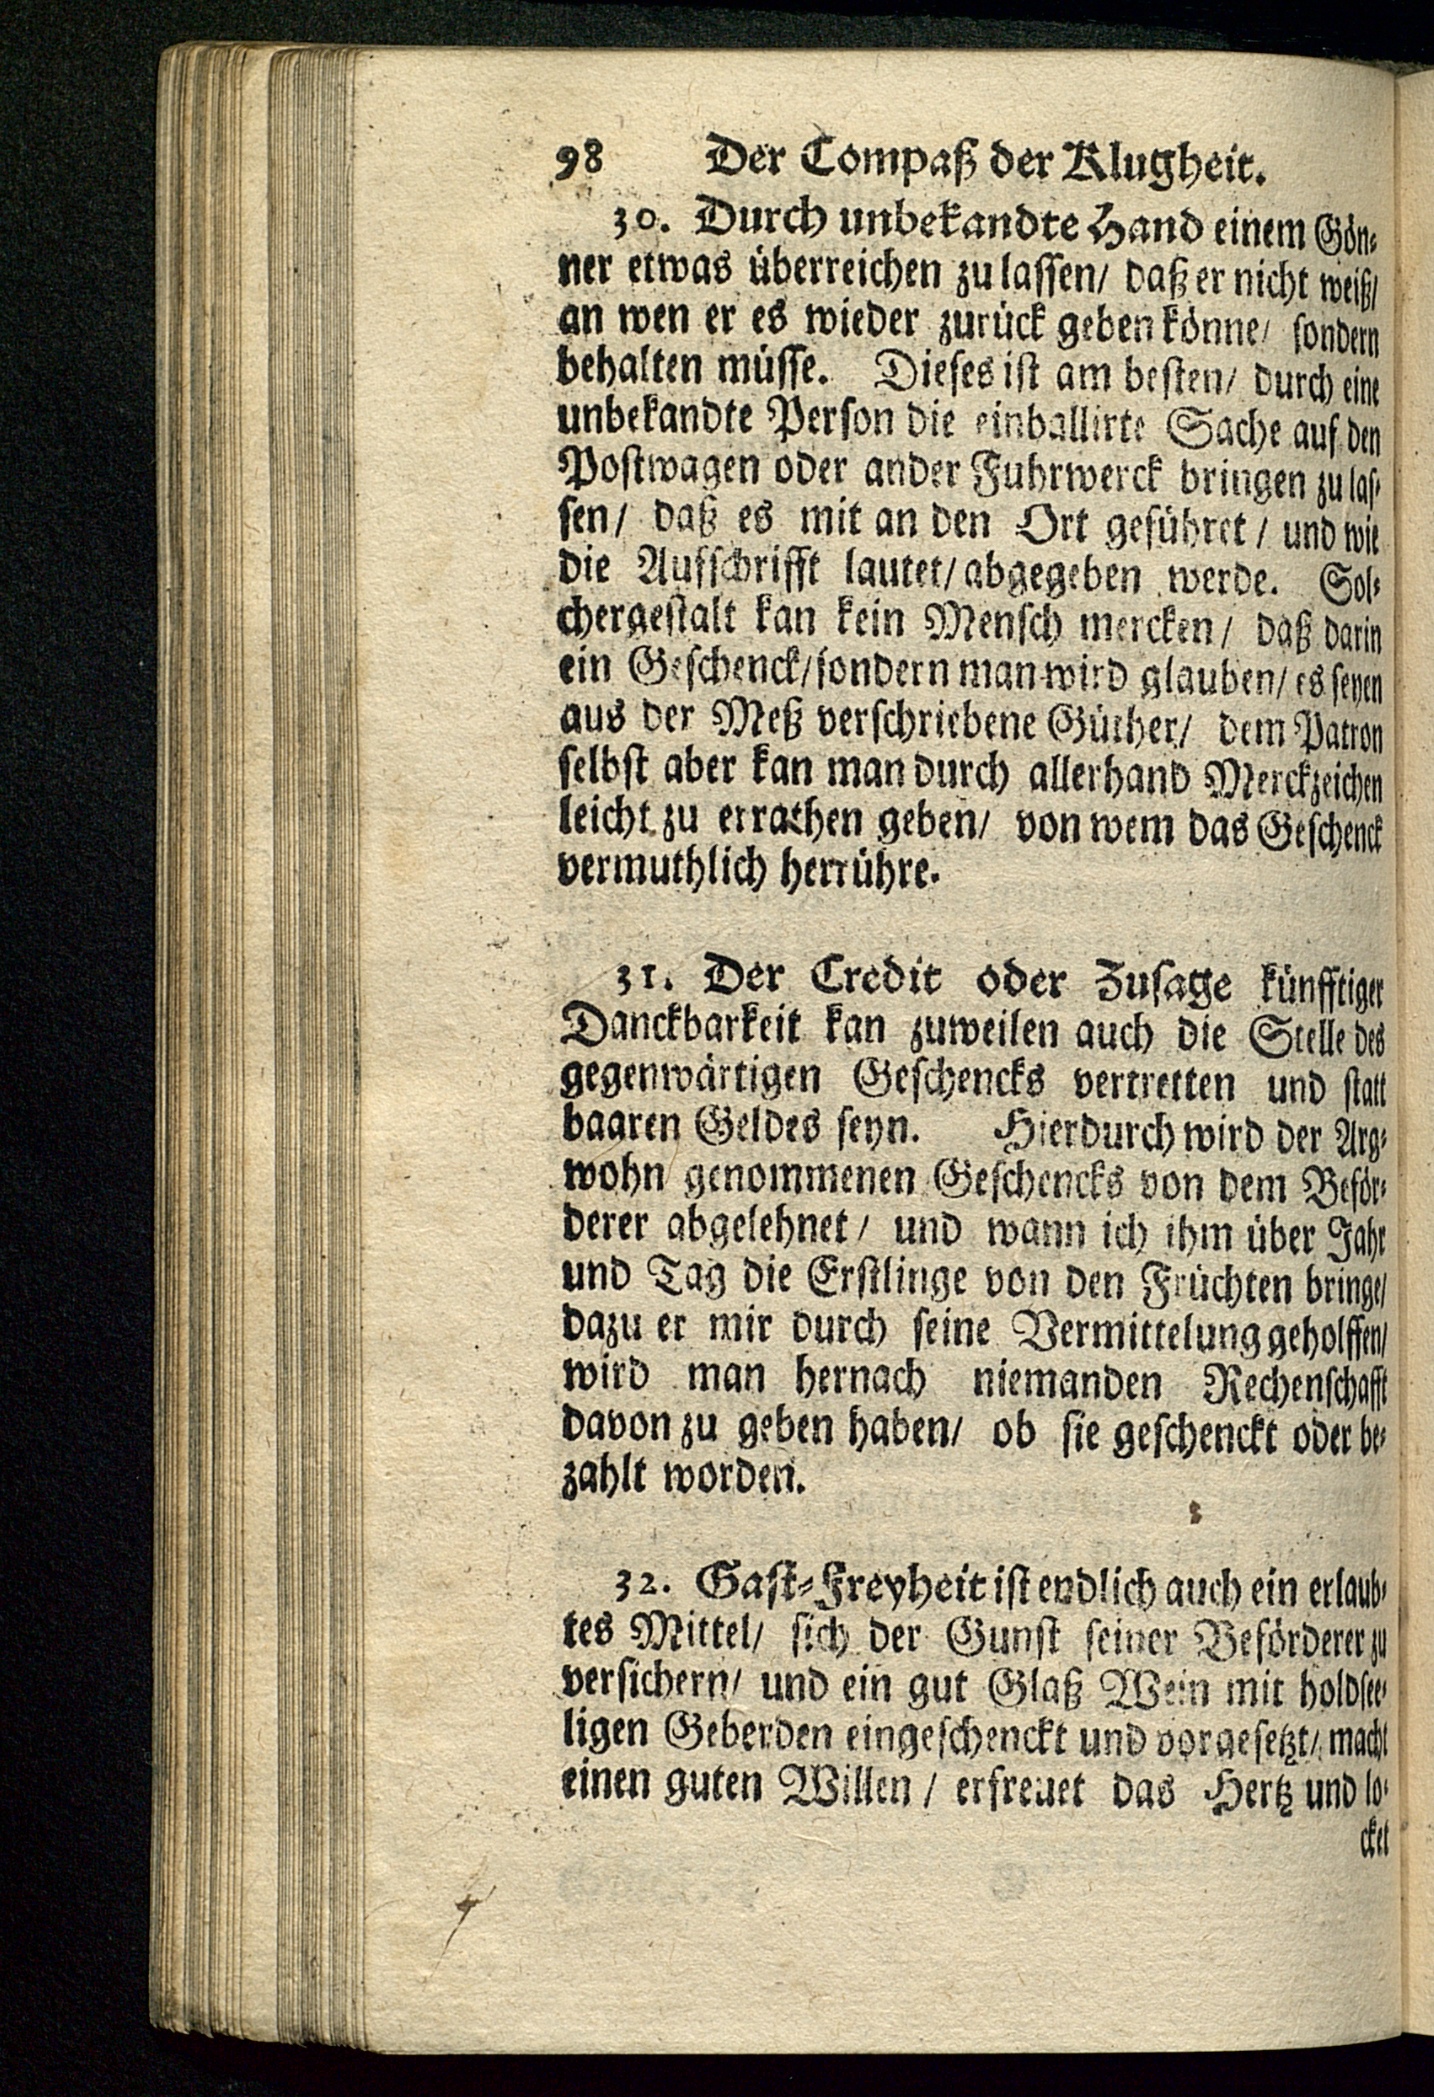 98 Der Compaß der Klugheit.
30. Durch unbekandte Hand einem Gön-
ner etwas überreichen zu lassen/ daß er nicht weiß/
an wen er es wieder zurück geben könne/ sondern
behalten müsse. Dieses ist am besten/ durch eine
unbekandte Person die einballirte Sache auf den
Postwagen oder ander Fuhrwerck bringen zu las-
sen/ daß es mit an den Ort geführet/ und wie
die Aufschrifft lautet/ abgegeben werde. Sol-
chergestalt kan kein Mensch mercken/ daß darin
ein Geschenck/ sondern man wird glauben/ es seyen
aus der Meß verschriebene Güther/ dem Patron
selbst aber kan man durch allerhand Merckzeichen
leicht zu errathen geben/ von wem das Geschenck
vermuthlich herrühre.
31. Der Credit oder Zusage künfftiger
Danckbarkeit kan zuweilen auch die Stelle des
gegenwärtigen Geschencks vertretten und statt
baaren Geldes seyn. Hierdurch wird der Arg-
wohn genommenen Geschencks von dem Beför-
derer abgelehnet/ und wann ich ihm über Jahr
und Tag die Erstlinge von den Früchten bringe/
dazu er mir durch seine Vermittelung geholffen/
wird man hernach niemanden Rechenschafft
davon zu geben haben/ ob sie geschenckt oder be-
zahlt worden.
32. Gast-Freyheit ist endlich auch ein erlaub-
tes Mittel/ sich der Gunst seiner Beförderer zu
versichern/ und ein gut Glaß Wein mit holdsee-
ligen Geberden eingeschenckt und vorgesetzt/ macht
einen guten Willen/ erfreuet das Hertz und lo-
cket